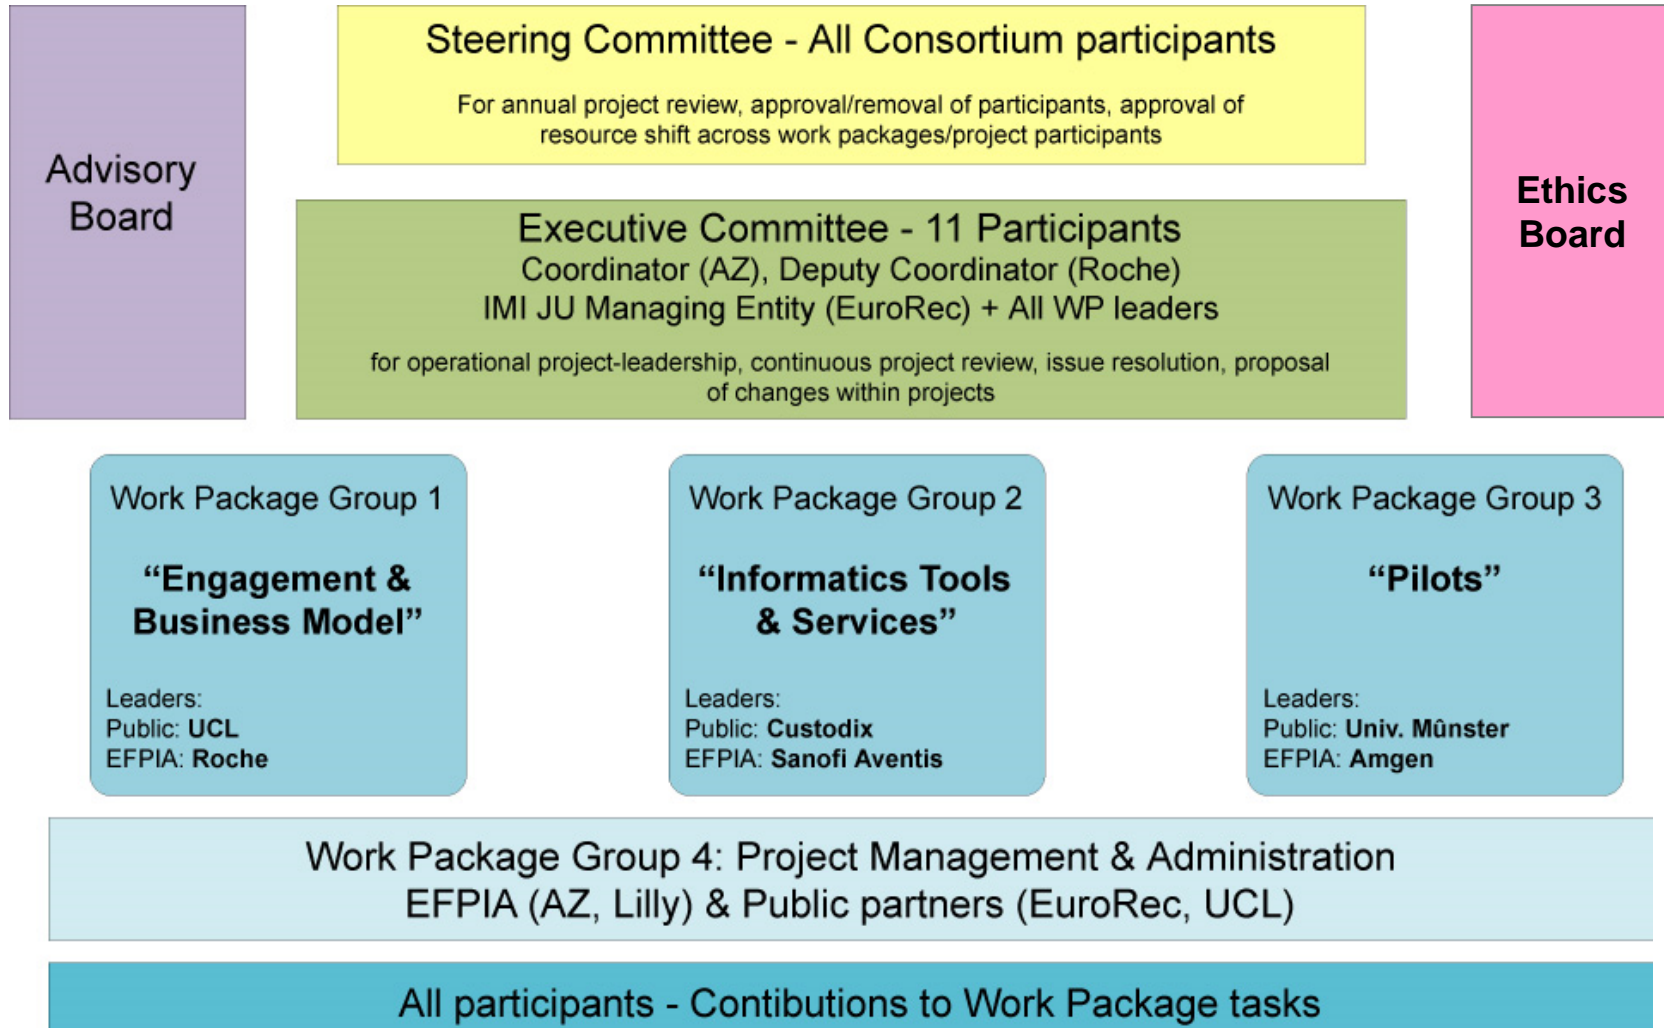 Advisory
Board
Steering Committee - All Consortium participants
For annual project review, approval/removal of participants, approval of
resource shift across work packages/project participants
Ethics
Board
Executive Committee - 11 Participants
Coordinator (AZ), Deputy Coordinator (Roche)
IMI JU Managing Entity (EuroRec) + All WP leaders
for operational project-leadership, continuous project review, issue resolution, proposal
of changes within projects
Work Package Group 1
“Engagement &
Business Model”
Leaders:
Public: UCL
EFPIA: Roche
Work Package Group 2
“Informatics Tools
& Services”
Leaders:
Public: Custodix
EFPIA: Sanofi Aventis
Work Package Group 3
“Pilots”
Leaders:
Public: Univ. Mûnster
EFPIA: Amgen
Work Package Group 4: Project Management & Administration
EFPIA (AZ, Lilly) & Public partners (EuroRec, UCL)
All participants - Contibutions to Work Package tasks